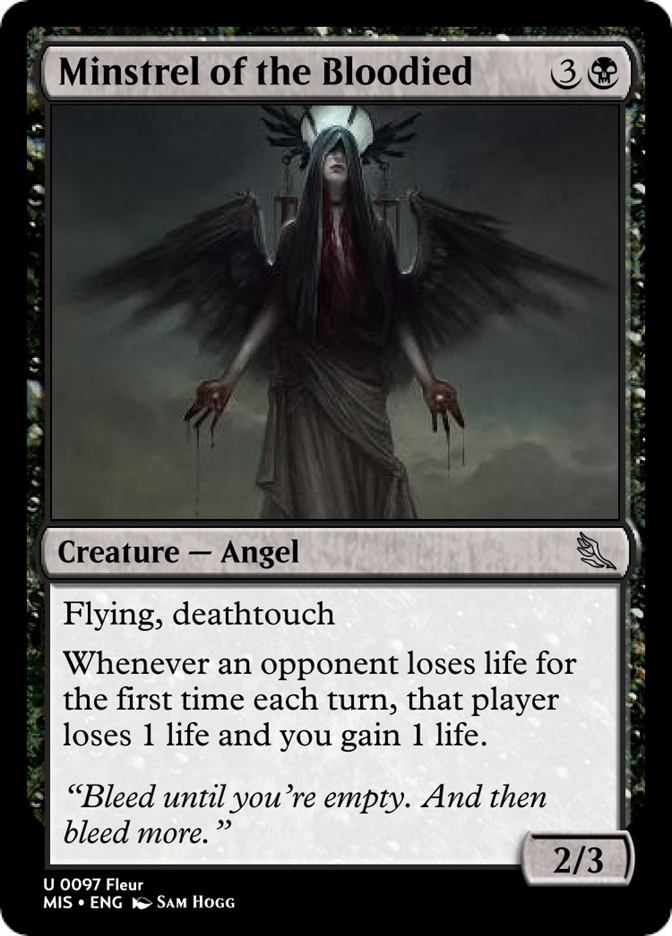 Minstrel of the Bloodied 3
Creature — Angel
Flying, deathtouch
Whenever an opponent loses life for
the first time each turn, that player
loses 1 life and you gain 1 life.
“Bleed until you’re empty. And then
bleed more.”
2/3
U 0097 Fleur
MIS • ENG Sam Hogg